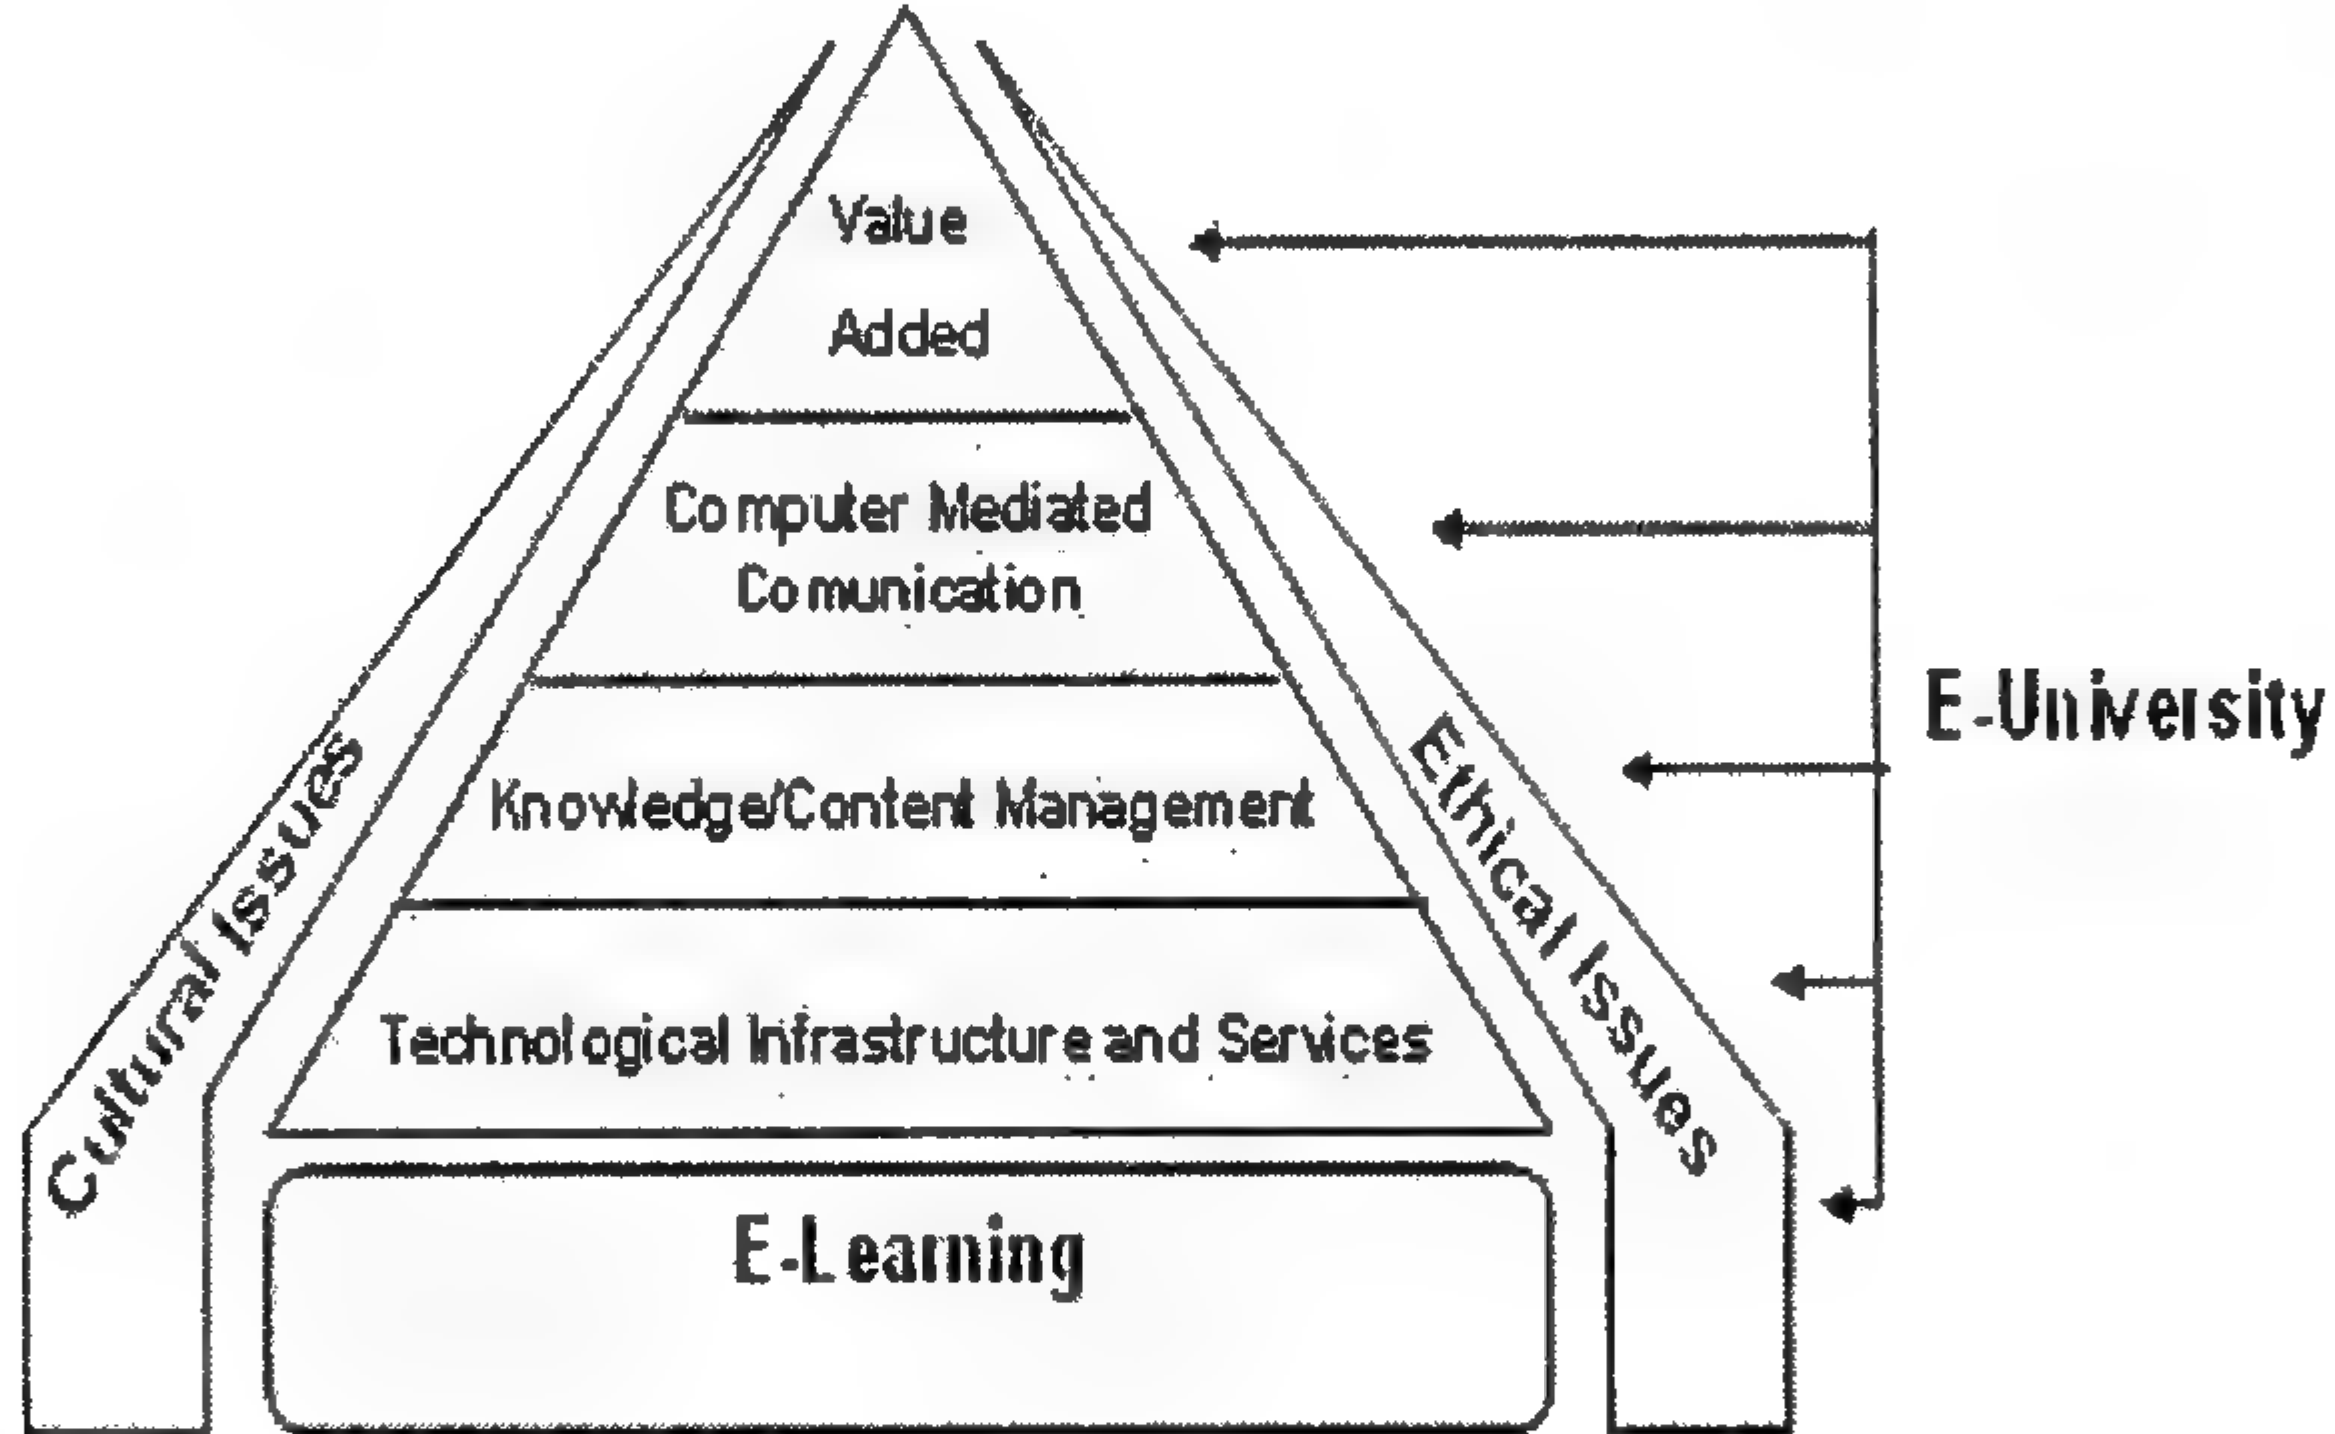 Value
Added
Computer Mediated
Comunication
E-University
Knowledge/Content Management
Cultural Issues
Ethical Issues
Technological Infrastructure and Services
E-Learning